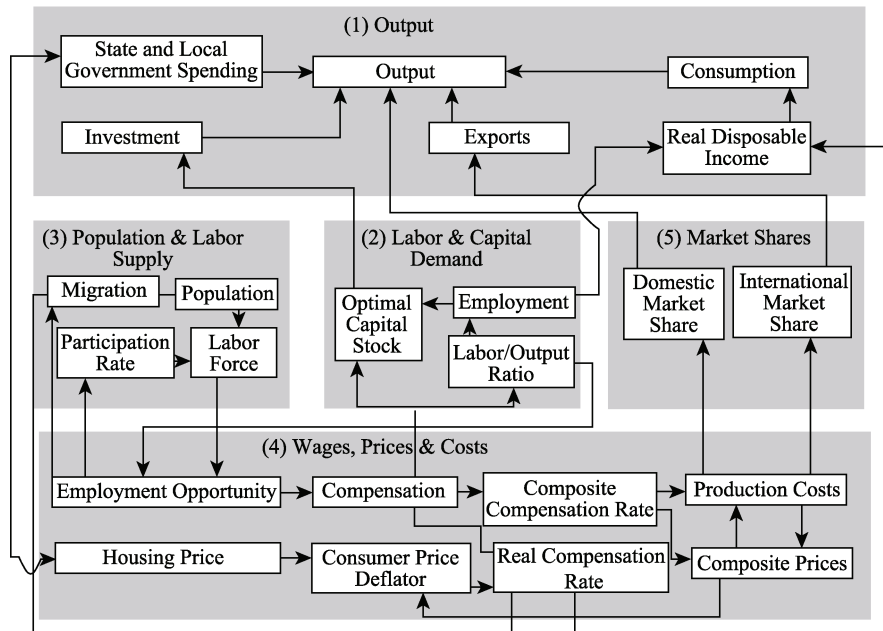 (1) Output
State and Local
Government Spending
Output
Consumption
Investment
Exports
Real Disposable
Income
(3) Population & Labor
Supply
Migration
Population
Participation
Rate
Labor
Force
(2) Labor & Capital
Demand
Optimal
Capital
Stock
Employment
Labor/Output
Ratio
(5) Market Shares
Domestic
Market
Share
International
Market
Share
(4) Wages, Prices & Costs
Employment Opportunity
Compensation
Composite
Compensation Rate
Production Costs
Housing Price
Consumer Price
Deflator
Real Compensation
Rate
Composite Prices